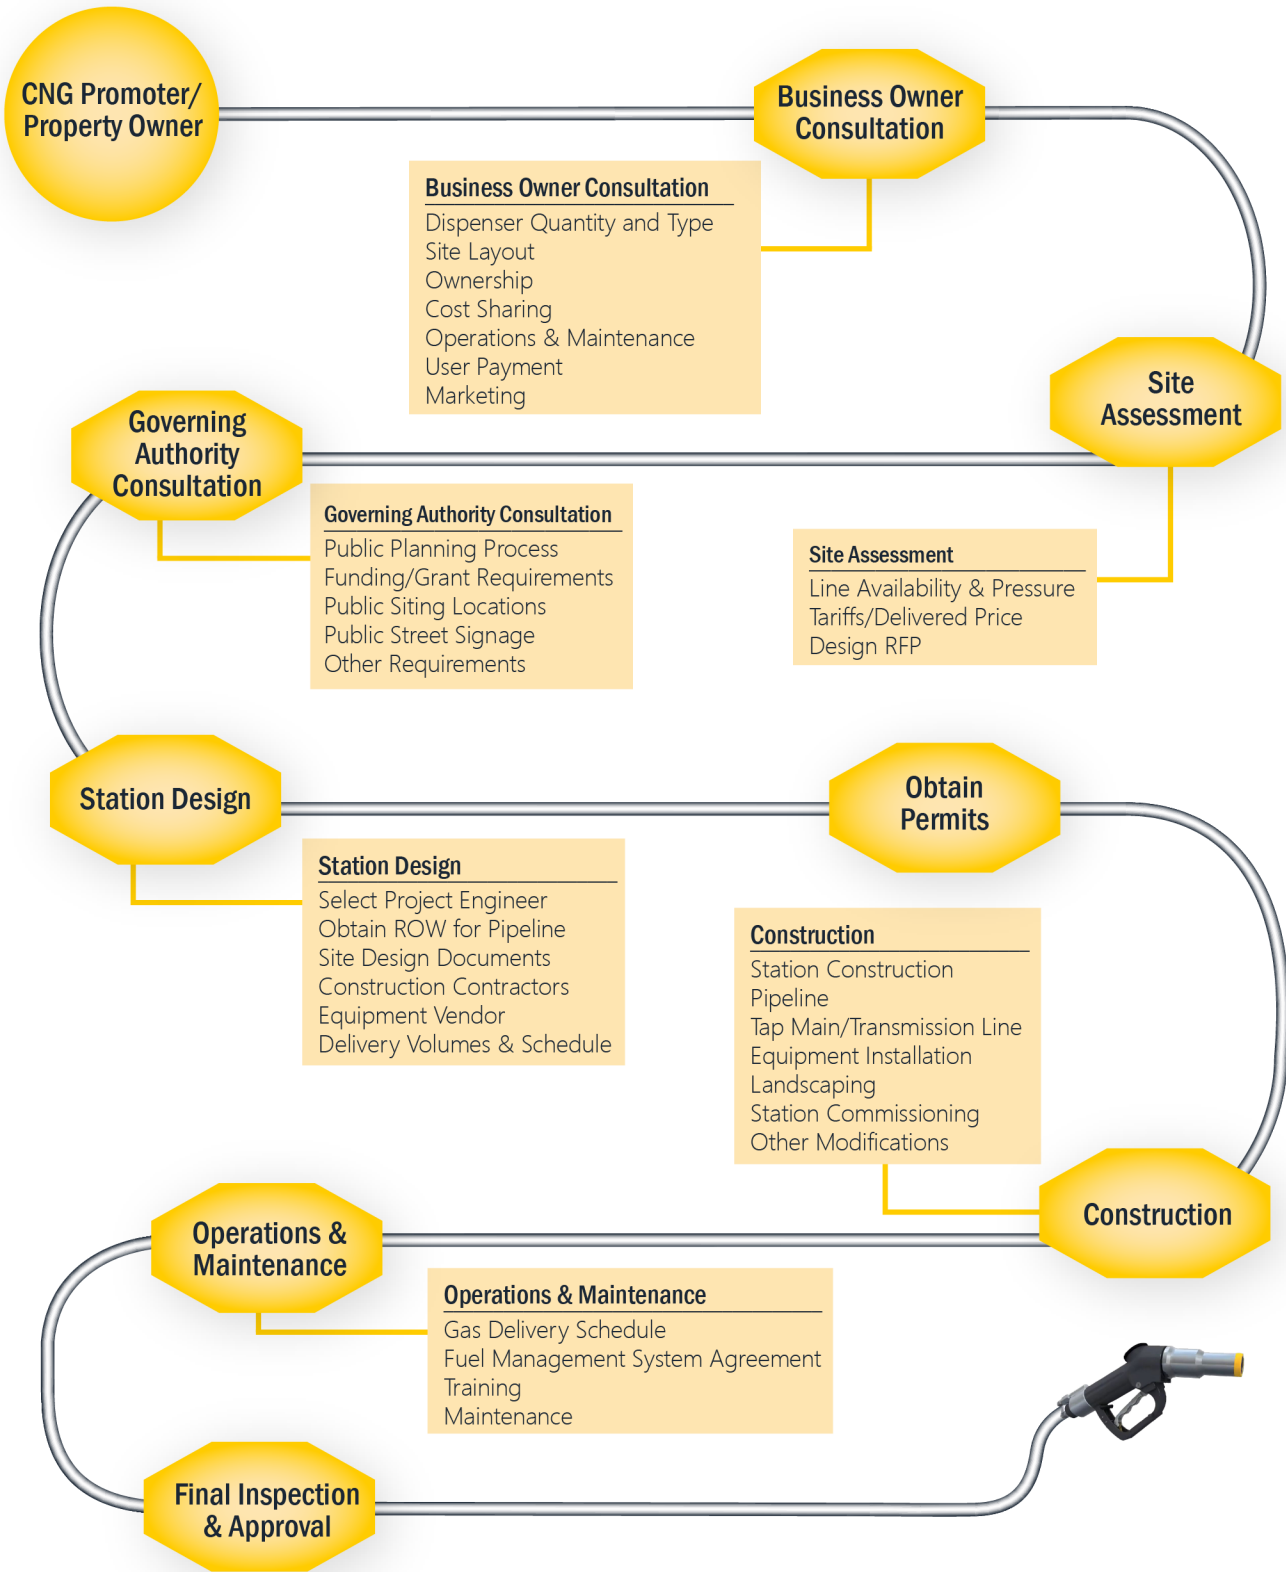 CNG Promoter/
Property Owner
Business Owner
Consultation
Business Owner Consultation
Dispenser Quantity and Type
Site Layout
Ownership
Cost Sharing
Operations & Maintenance
User Payment
Marketing
Site
Assessment
Governing
Authority
Consultation
Governing Authority Consultation
Public Planning Process
Funding/Grant Requirements
Public Siting Locations
Public Street Signage
Other Requirements
Site Assessment
Line Availability & Pressure
Tariffs/Delivered Price
Design RFP
Station Design
Station Design
Select Project Engineer
Obtain ROW for Pipeline
Site Design Documents
Construction Contractors
Equipment Vendor
Delivery Volumes & Schedule
Obtain
Permits
Construction
Station Construction
Pipeline
Tap Main/Transmission Line
Equipment Installation
Landscaping
Station Commissioning
Other Modifications
Construction
Operations &
Maintenance
Operations & Maintenance
Gas Delivery Schedule
Fuel Management System Agreement
Training
Maintenance
Final Inspection
& Approval